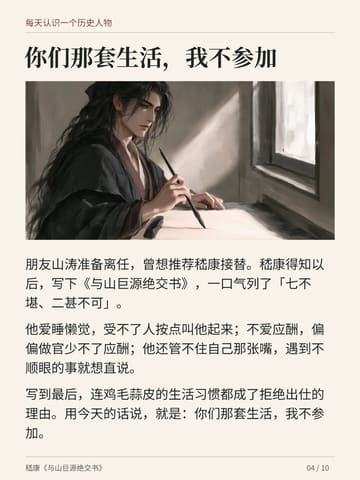 每天认识一个历史人物
你们那套生活，我不参加
朋友山涛准备离任，曾想推荐嵇康接替。嵇康得知以
后，写下《与山巨源绝交书》，一口气列了「七不
堪、二甚不可」。
他爱睡懒觉，受不了人按点叫他起来；不爱应酬，偏
偏做官少不了应酬；他还管不住自己那张嘴，遇到不
顺眼的事就想直说。
写到最后，连鸡毛蒜皮的生活习惯都成了拒绝出仕的
理由。用今天的话说，就是：你们那套生活，我不参
加。
嵇康《与山巨源绝交书》
04 / 10